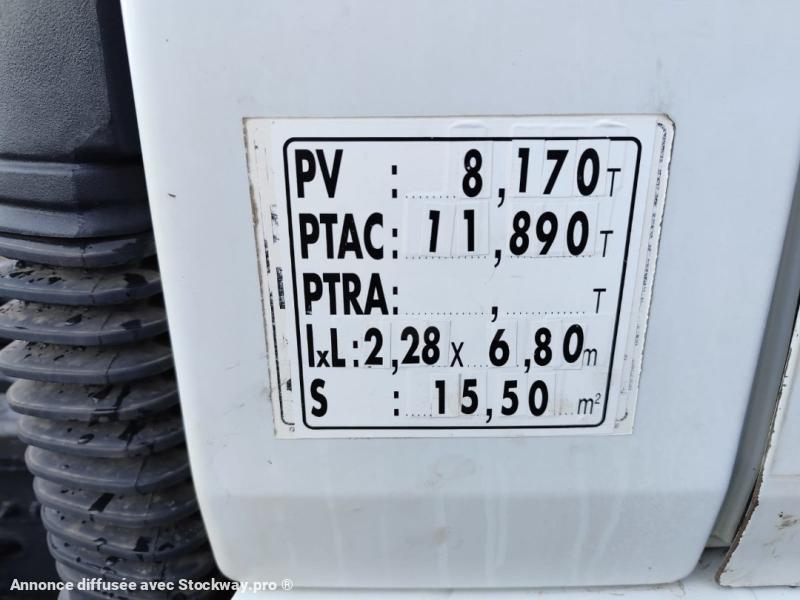 PV : 8,170 T
PTAC: 11,890 T
PTRA: , T
lxL: 2,28 x 6,80 m
S : 15,50 m²
Annonce diffusée avec Stockway.pro ®